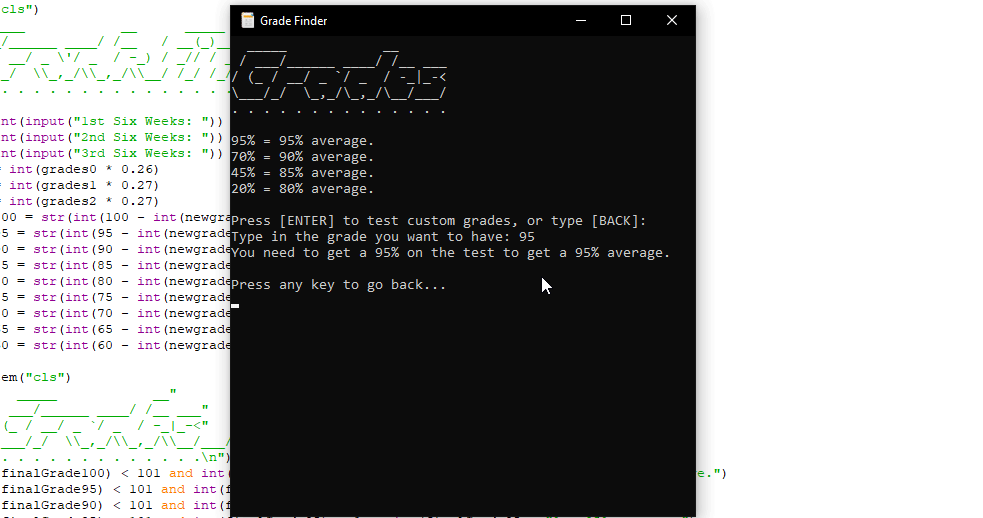 cls")
nt(input("1st Six Weeks: "))
nt(input("2nd Six Weeks: "))
nt(input("3rd Six Weeks: "))
= int(grades0 * 0.26)
= int(grades1 * 0.27)
= int(grades2 * 0.27)
00 = str(int(100 - int(newgrade
5 = str(int(95 - int(newgrade
0 = str(int(90 - int(newgrade
5 = str(int(85 - int(newgrade
0 = str(int(80 - int(newgrade
5 = str(int(75 - int(newgrade
0 = str(int(70 - int(newgrade
5 = str(int(65 - int(newgrade
0 = str(int(60 - int(newgrade
em("cls")
Grades
. . . . . . . . . . . . .\n")
finalGrade100) < 101 and int(
e.")
finalGrade95) < 101 and int(f
finalGrade90) < 101 and int(f
Grade Finder
Grades
. . . . . . . . . . . . . .
95% = 95% average.
70% = 90% average.
45% = 85% average.
20% = 80% average.
Press [ENTER] to test custom grades, or type [BACK]:
Type in the grade you want to have: 95
You need to get a 95% on the test to get a 95% average.
Press any key to go back...